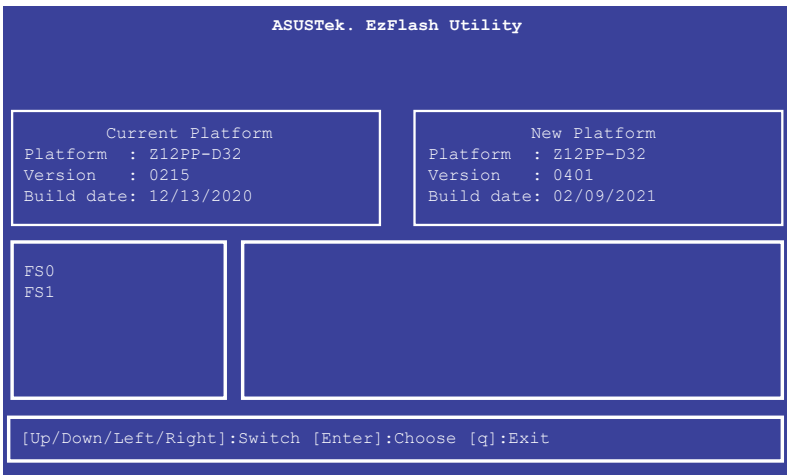 ASUSTek. EzFlash Utility
Current Platform
Platform : Z12PP-D32
Version : 0215
Build date: 12/13/2020
New Platform
Platform : Z12PP-D32
Version : 0401
Build date: 02/09/2021
FS0
FS1
[Up/Down/Left/Right]:Switch [Enter]:Choose [q]:Exit